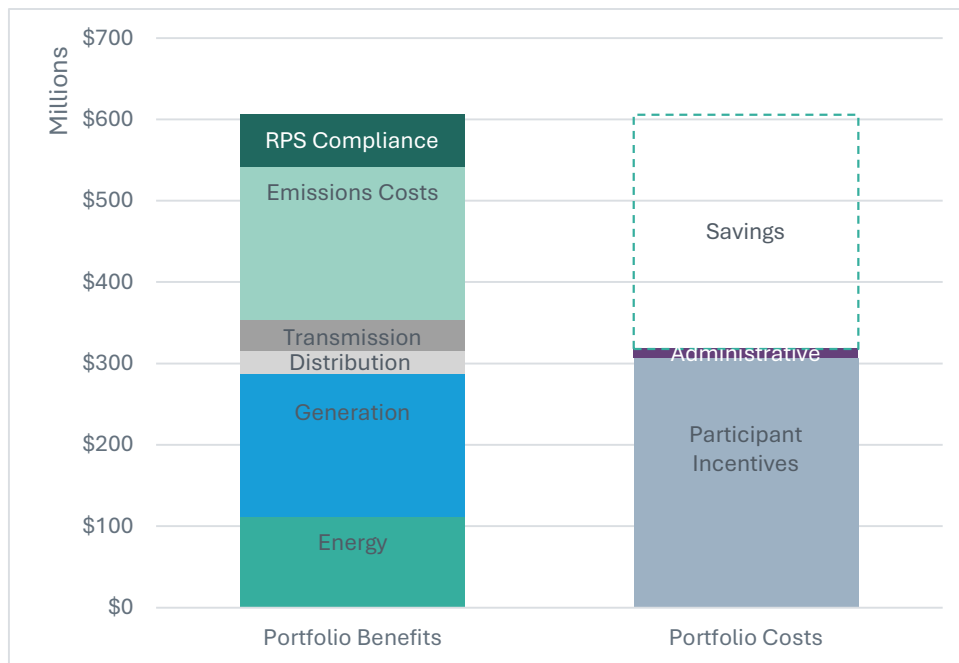 Millions
$700
$600
$500
$400
$300
$200
$100
$0
RPS Compliance
Emissions Costs
Transmission
Distribution
Generation
Energy
Savings
Administrative
Participant
Incentives
Portfolio Benefits
Portfolio Costs